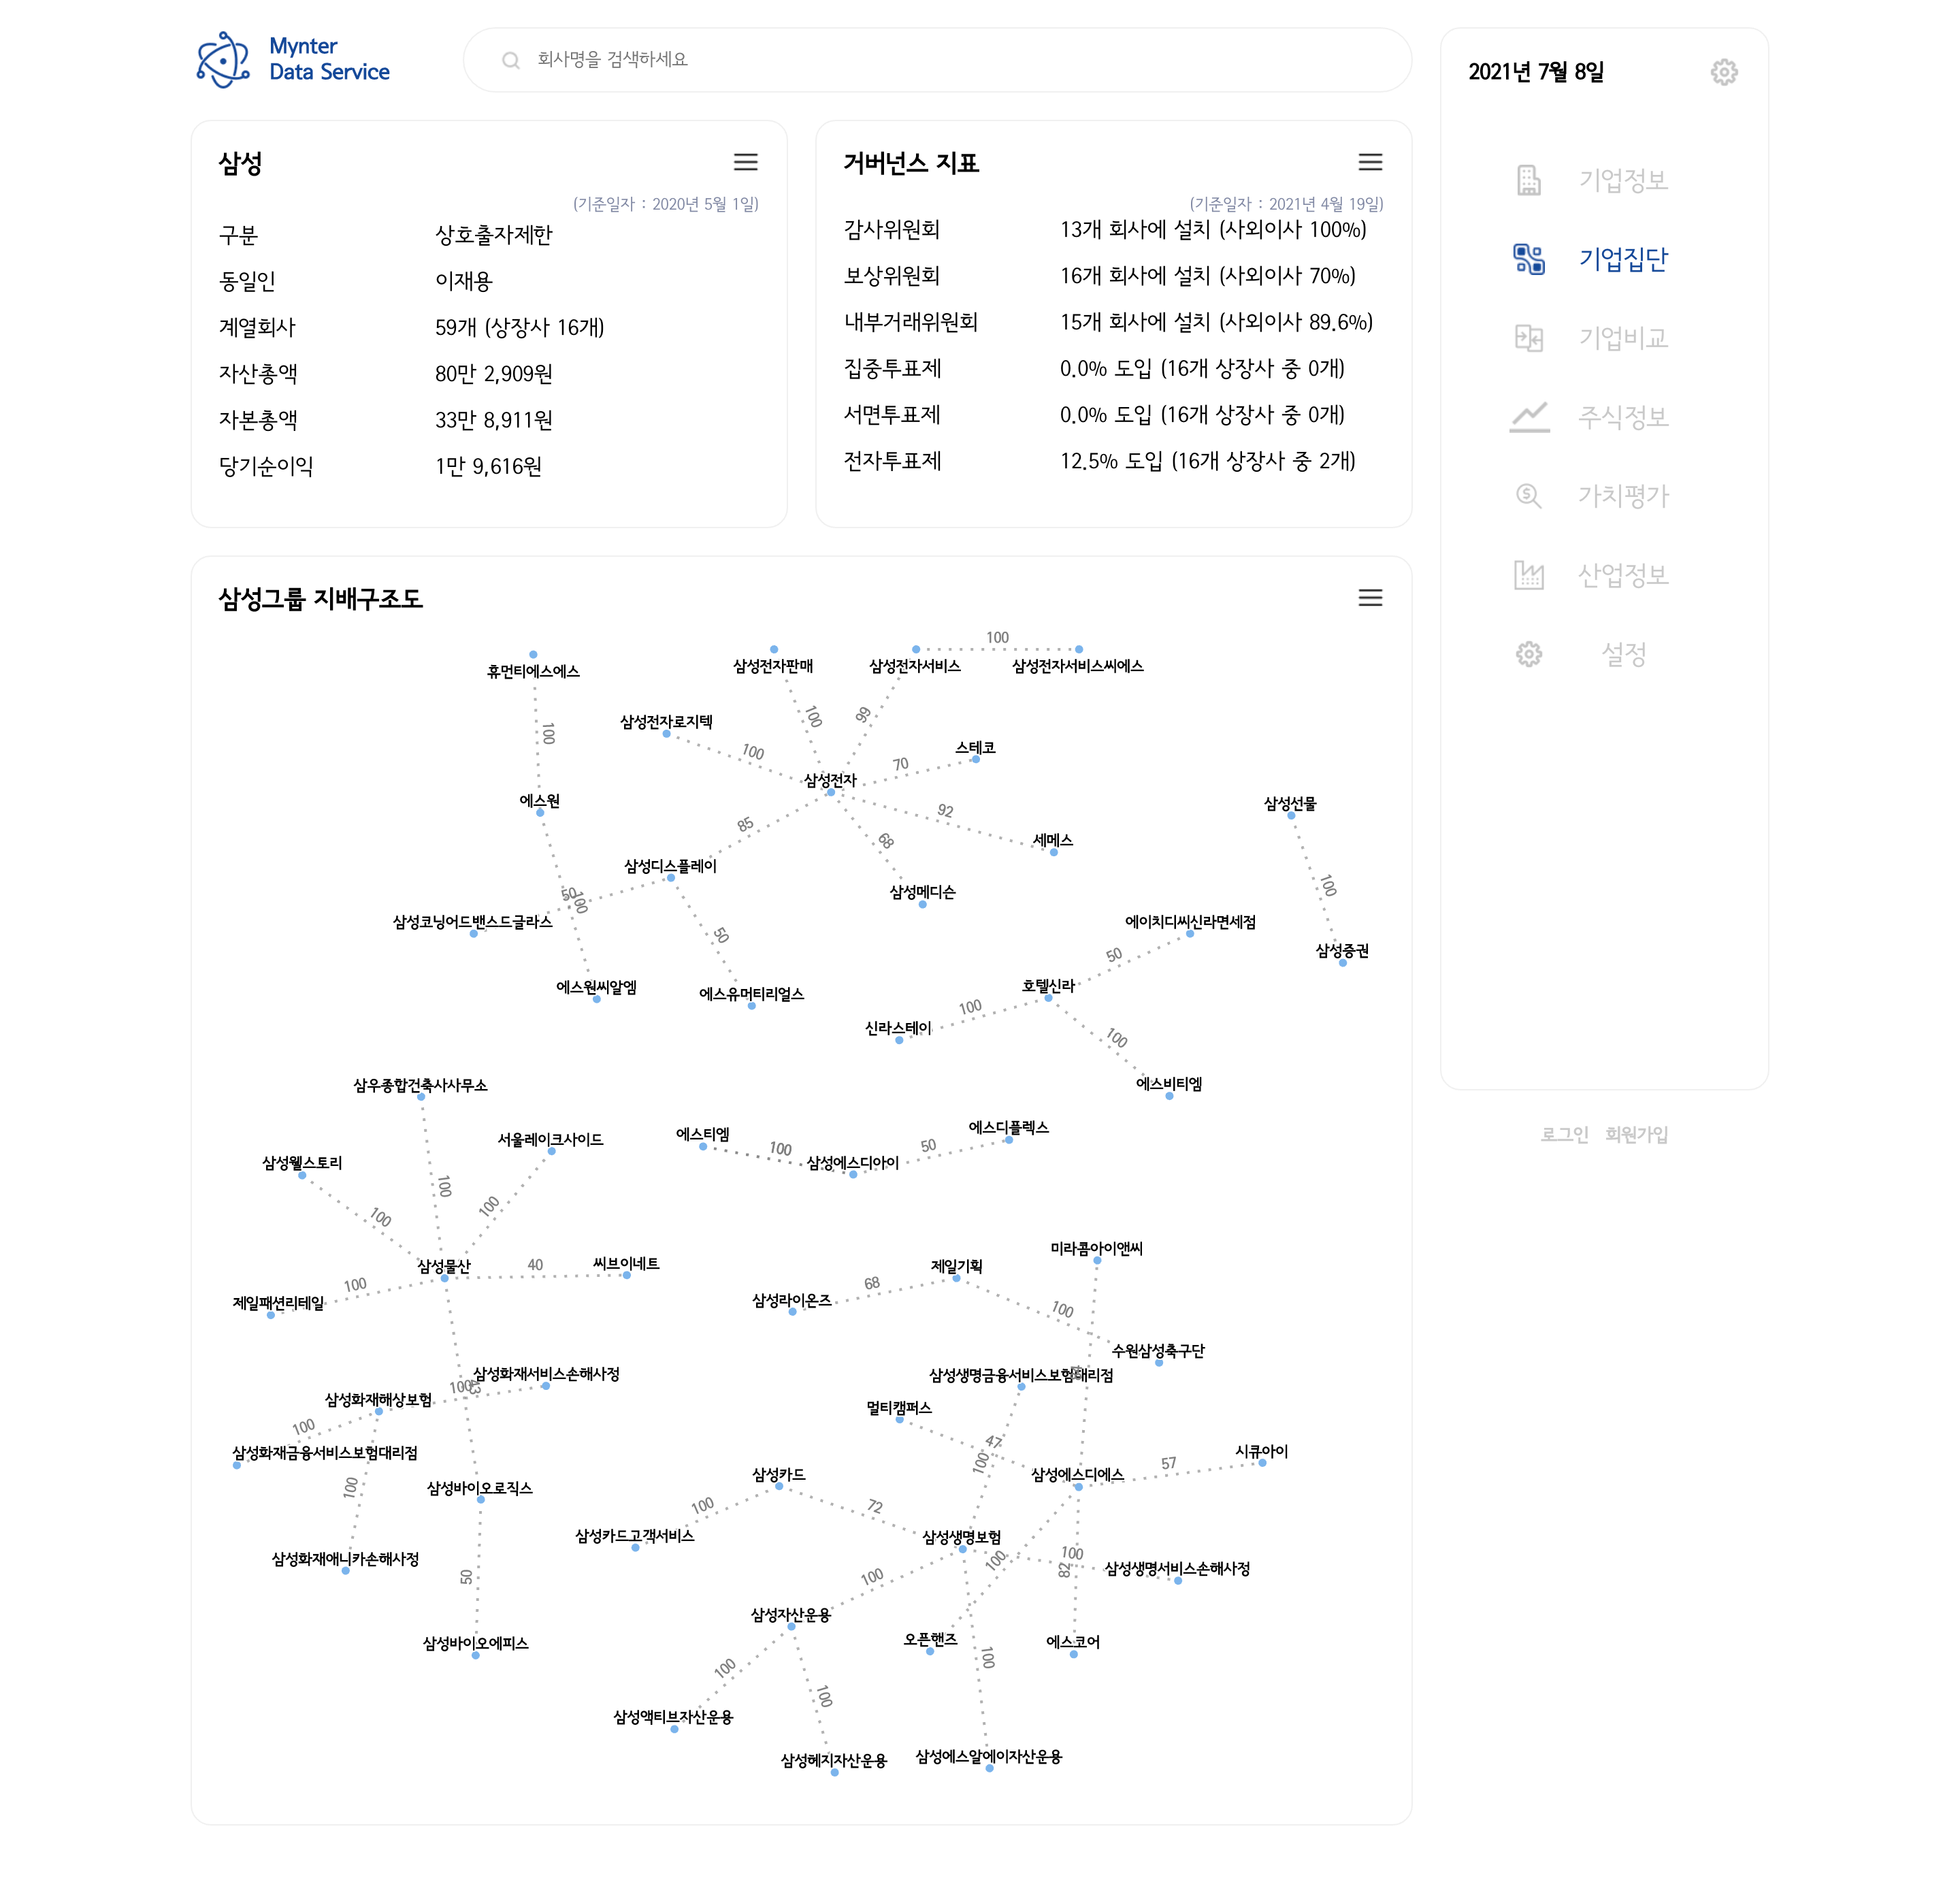 Mynter
Data Service
회사명을 검색하세요
2021년 7월 8일
삼성
(기준일자 : 2020년 5월 1일)
구분 상호출자제한
동일인 이재용
계열회사 59개 (상장사 16개)
자산총액 80만 2,909원
자본총액 33만 8,911원
당기순이익 1만 9,616원
거버넌스 지표
(기준일자 : 2021년 4월 19일)
감사위원회 13개 회사에 설치 (사외이사 100%)
보상위원회 16개 회사에 설치 (사외이사 70%)
내부거래위원회 15개 회사에 설치 (사외이사 89.6%)
집중투표제 0.0% 도입 (16개 상장사 중 0개)
서면투표제 0.0% 도입 (16개 상장사 중 0개)
전자투표제 12.5% 도입 (16개 상장사 중 2개)
기업정보
기업집단
기업비교
주식정보
가치평가
산업정보
설정
로그인 회원가입
삼성그룹 지배구조도
100
휴먼티에스에스
삼성전자판매
삼성전자서비스
삼성전자서비스씨에스
100
99
삼성전자로지텍
100
100
스테코
70
삼성전자
에스원
92
삼성선물
85
68
세메스
삼성디스플레이
삼성메디슨
100
50
100
삼성코닝어드밴스드글라스
에이치디씨신라면세점
50
50
삼성증권
에스원씨알엠
에스유머티리얼스
호텔신라
100
신라스테이
100
에스비티엠
삼우종합건축사사무소
서울레이크사이드
에스티엠
에스디플렉스
100
50
삼성웰스토리
삼성에스디아이
100
100
100
미라콤아이앤씨
삼성물산
40
씨브이네트
제일기획
100
68
제일패션리테일
삼성라이온즈
100
수원삼성축구단
삼성화재서비스손해사정
100
43
삼성생명금융서비스보험대리점
삼성화재해상보험
멀티캠퍼스
100
47
삼성화재금융서비스보험대리점
시큐아이
100
57
100
삼성바이오로직스
삼성카드
삼성에스디에스
100
72
삼성카드고객서비스
삼성생명보험
100
100
82
삼성화재애니카손해사정
50
100
삼성생명서비스손해사정
삼성자산운용
삼성바이오에피스
오픈핸즈
에스코어
100
100
100
삼성액티브자산운용
삼성헤지자산운용
삼성에스알에이자산운용